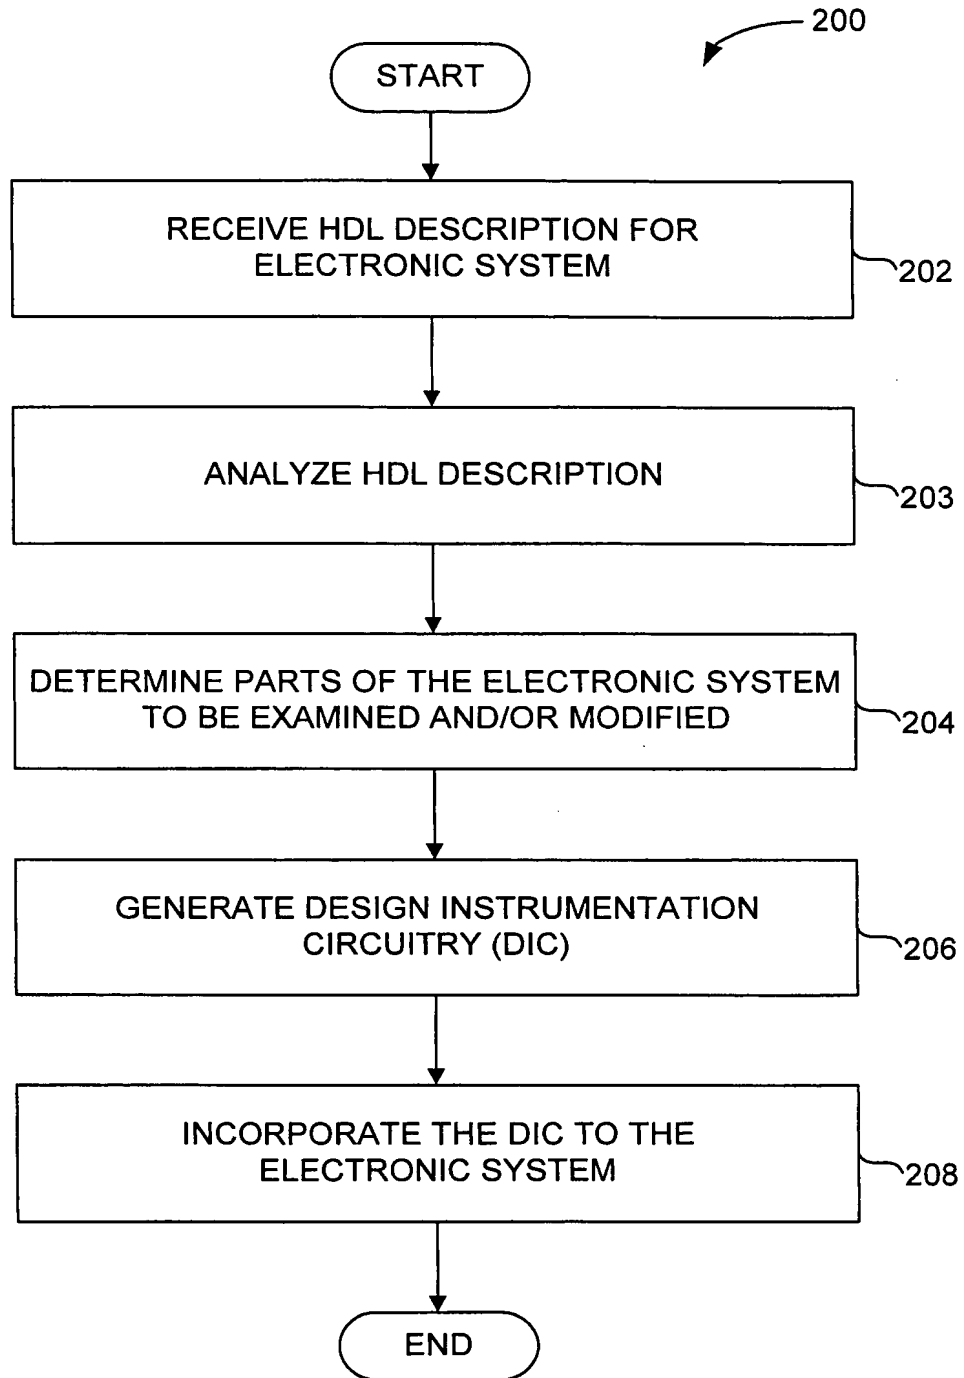 200
START
RECEIVE HDL DESCRIPTION FOR
ELECTRONIC SYSTEM
202
ANALYZE HDL DESCRIPTION
203
DETERMINE PARTS OF THE ELECTRONIC SYSTEM
TO BE EXAMINED AND/OR MODIFIED
204
GENERATE DESIGN INSTRUMENTATION
CIRCUITRY (DIC)
206
INCORPORATE THE DIC TO THE
ELECTRONIC SYSTEM
208
END